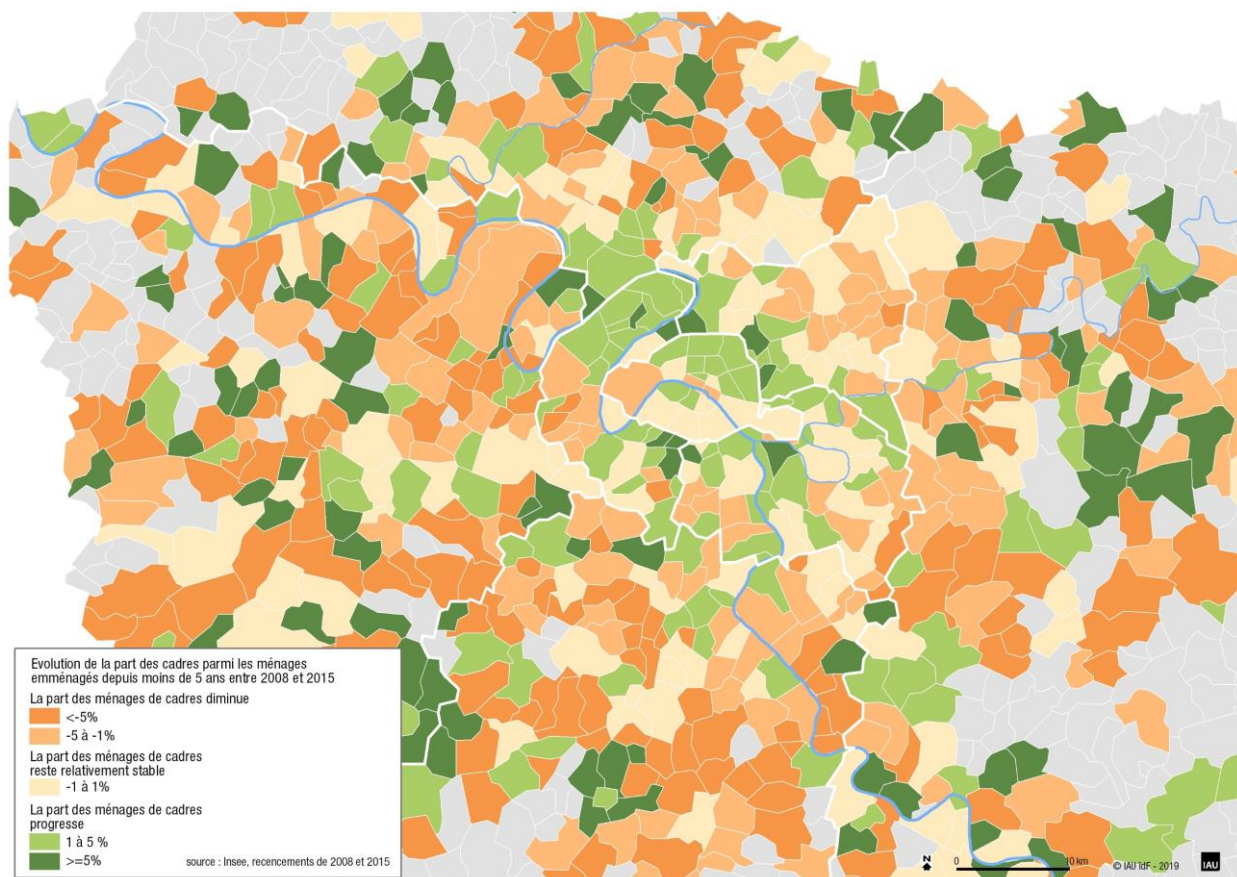 Evolution de la part des cadres parmi les ménages
emménagés depuis moins de 5 ans entre 2008 et 2015
La part des ménages de cadres diminue
<-5%
-5 à -1%
La part des ménages de cadres
reste relativement stable
-1 à 1%
La part des ménages de cadres
progresse
1 à 5 %
>=5%
source : Insee, recencements de 2008 et 2015
N
0
10 km
© IAU îdF - 2019
IAU